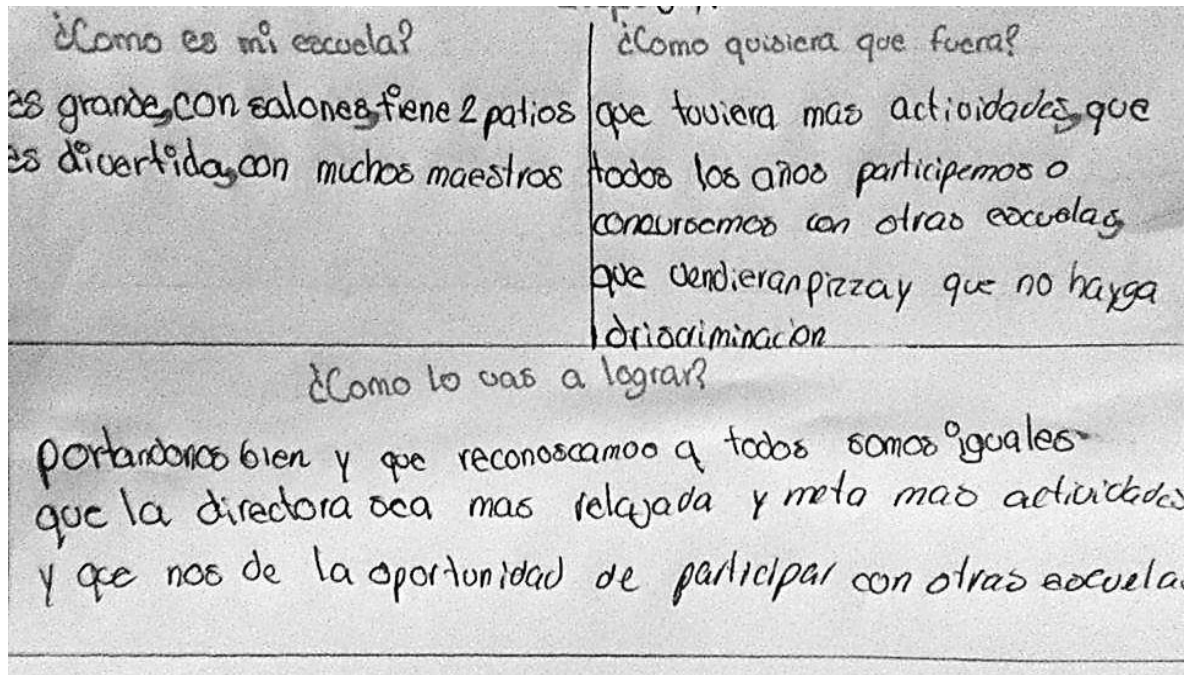 ¿Como es mi escuela?
es grande, con salones, tiene 2 patios
es divertida, con muchos maestros
¿Como quisiera que fuera?
que touviera mas actividades, que
todos los años participemos o
concursemos con otras escuelas,
que vendieran pizza y que no hayga
driscriminacion
¿Como lo vas a lograr?
portandonos bien y que reconoscamos q todos somos iguales
que la directora sea mas relajada y meta mas actividades
y que nos de la oportunidad de participar con otras escuelas